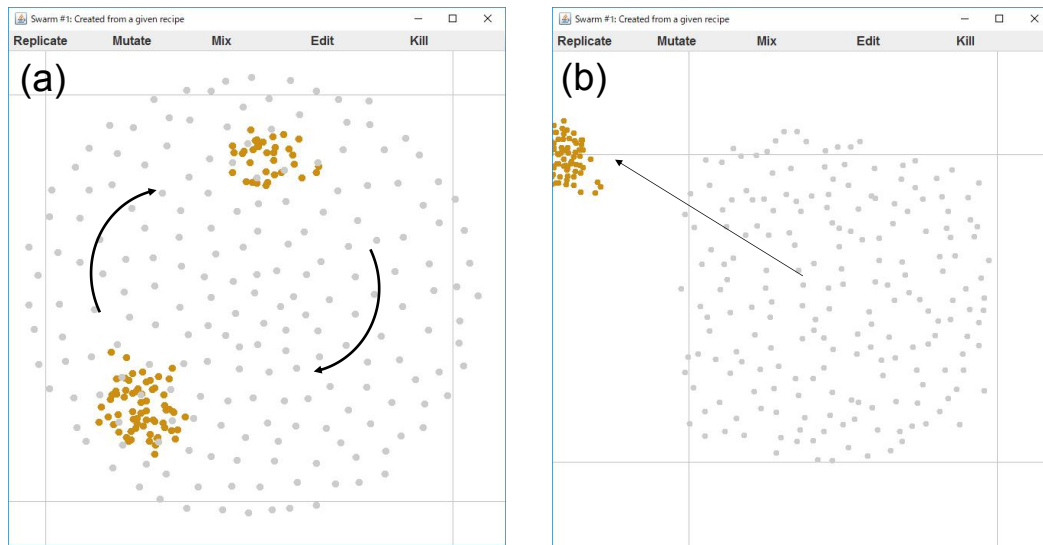 Swarm #1: Created from a given recipe
Replicate Mutate Mix Edit Kill
(a)
Swarm #1: Created from a given recipe
Replicate Mutate Mix Edit Kill
(b)